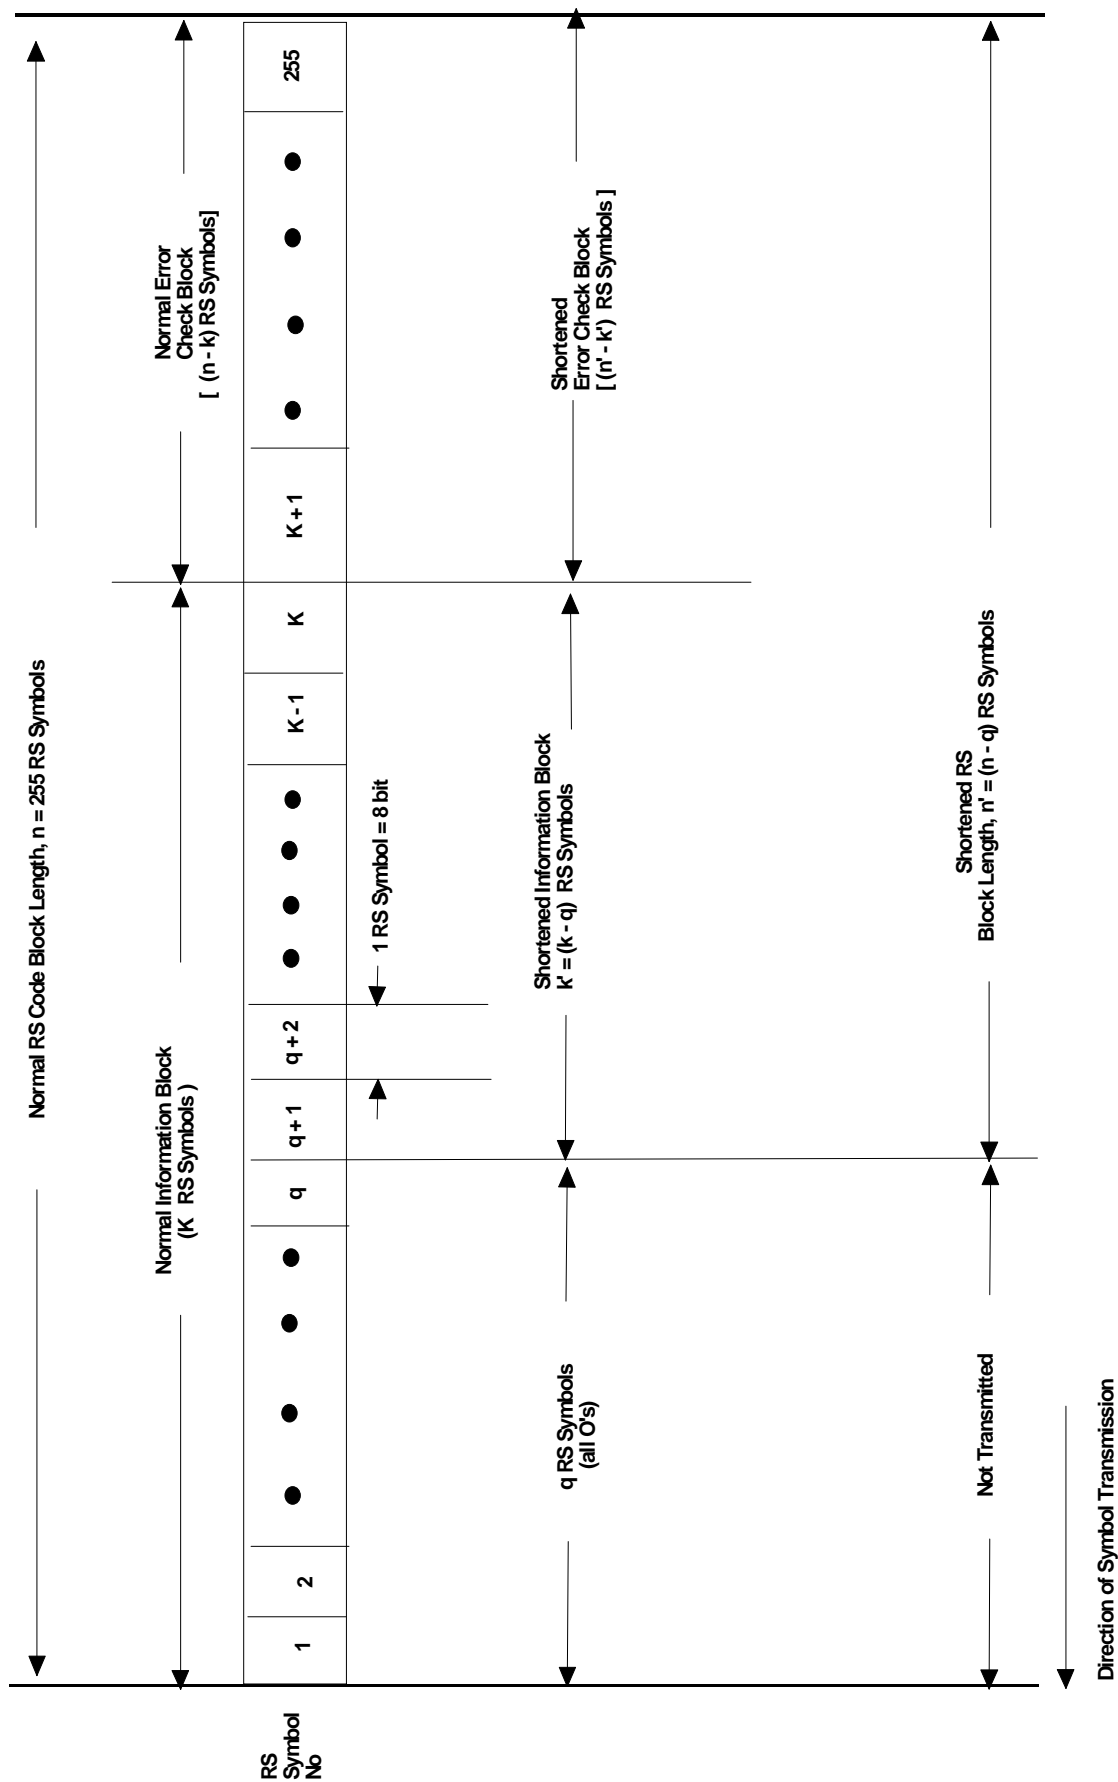 Normal RS Code Block Length, n = 255 RS Symbols
Normal Information Block
(K RS Symbols )
Normal Error
Check Block
[ (n - k) RS Symbols]
RS
Symbol
No
1
2
q
q + 1
q + 2
K - 1
K
K + 1
255
1 RS Symbol = 8 bit
q RS Symbols
(all O's)
Shortened Information Block
k' = (k - q) RS Symbols
Shortened
Error Check Block
[ (n' - k') RS Symbols ]
Not Transmitted
Shortened RS
Block Length, n' = (n - q) RS Symbols
Direction of Symbol Transmission